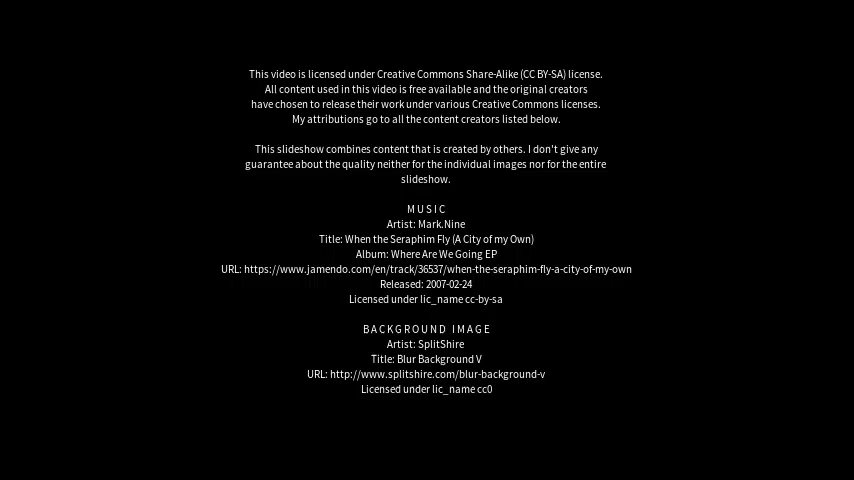 This video is licensed under Creative Commons Share-Alike (CC BY-SA) license.
All content used in this video is free available and the original creators
have chosen to release their work under various Creative Commons licenses.
My attributions go to all the content creators listed below.
This slideshow combines content that is created by others. I don't give any
guarantee about the quality neither for the individual images nor for the entire
slideshow.
MUSIC
Artist: Mark.Nine
Title: When the Seraphim Fly (A City of my Own)
Album: Where Are We Going EP
URL: https://www.jamendo.com/en/track/36537/when-the-seraphim-fly-a-city-of-my-own
Released: 2007-02-24
Licensed under lic_name cc-by-sa
BACKGROUND IMAGE
Artist: SplitShire
Title: Blur Background V
URL: http://www.splitshire.com/blur-background-v
Licensed under lic_name cc0